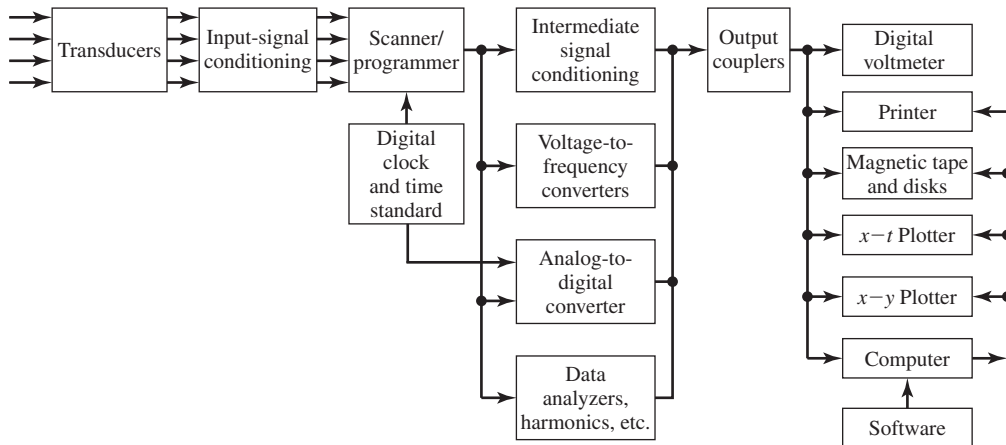 Transducers
Input-signal
conditioning
Scanner/
programmer
Digital
clock
and time
standard
Intermediate
signal
conditioning
Voltage-to-
frequency
converters
Analog-to-
digital
converter
Data
analyzers,
harmonics, etc.
Output
couplers
Digital
voltmeter
Printer
Magnetic tape
and disks
x−t Plotter
x−y Plotter
Computer
Software